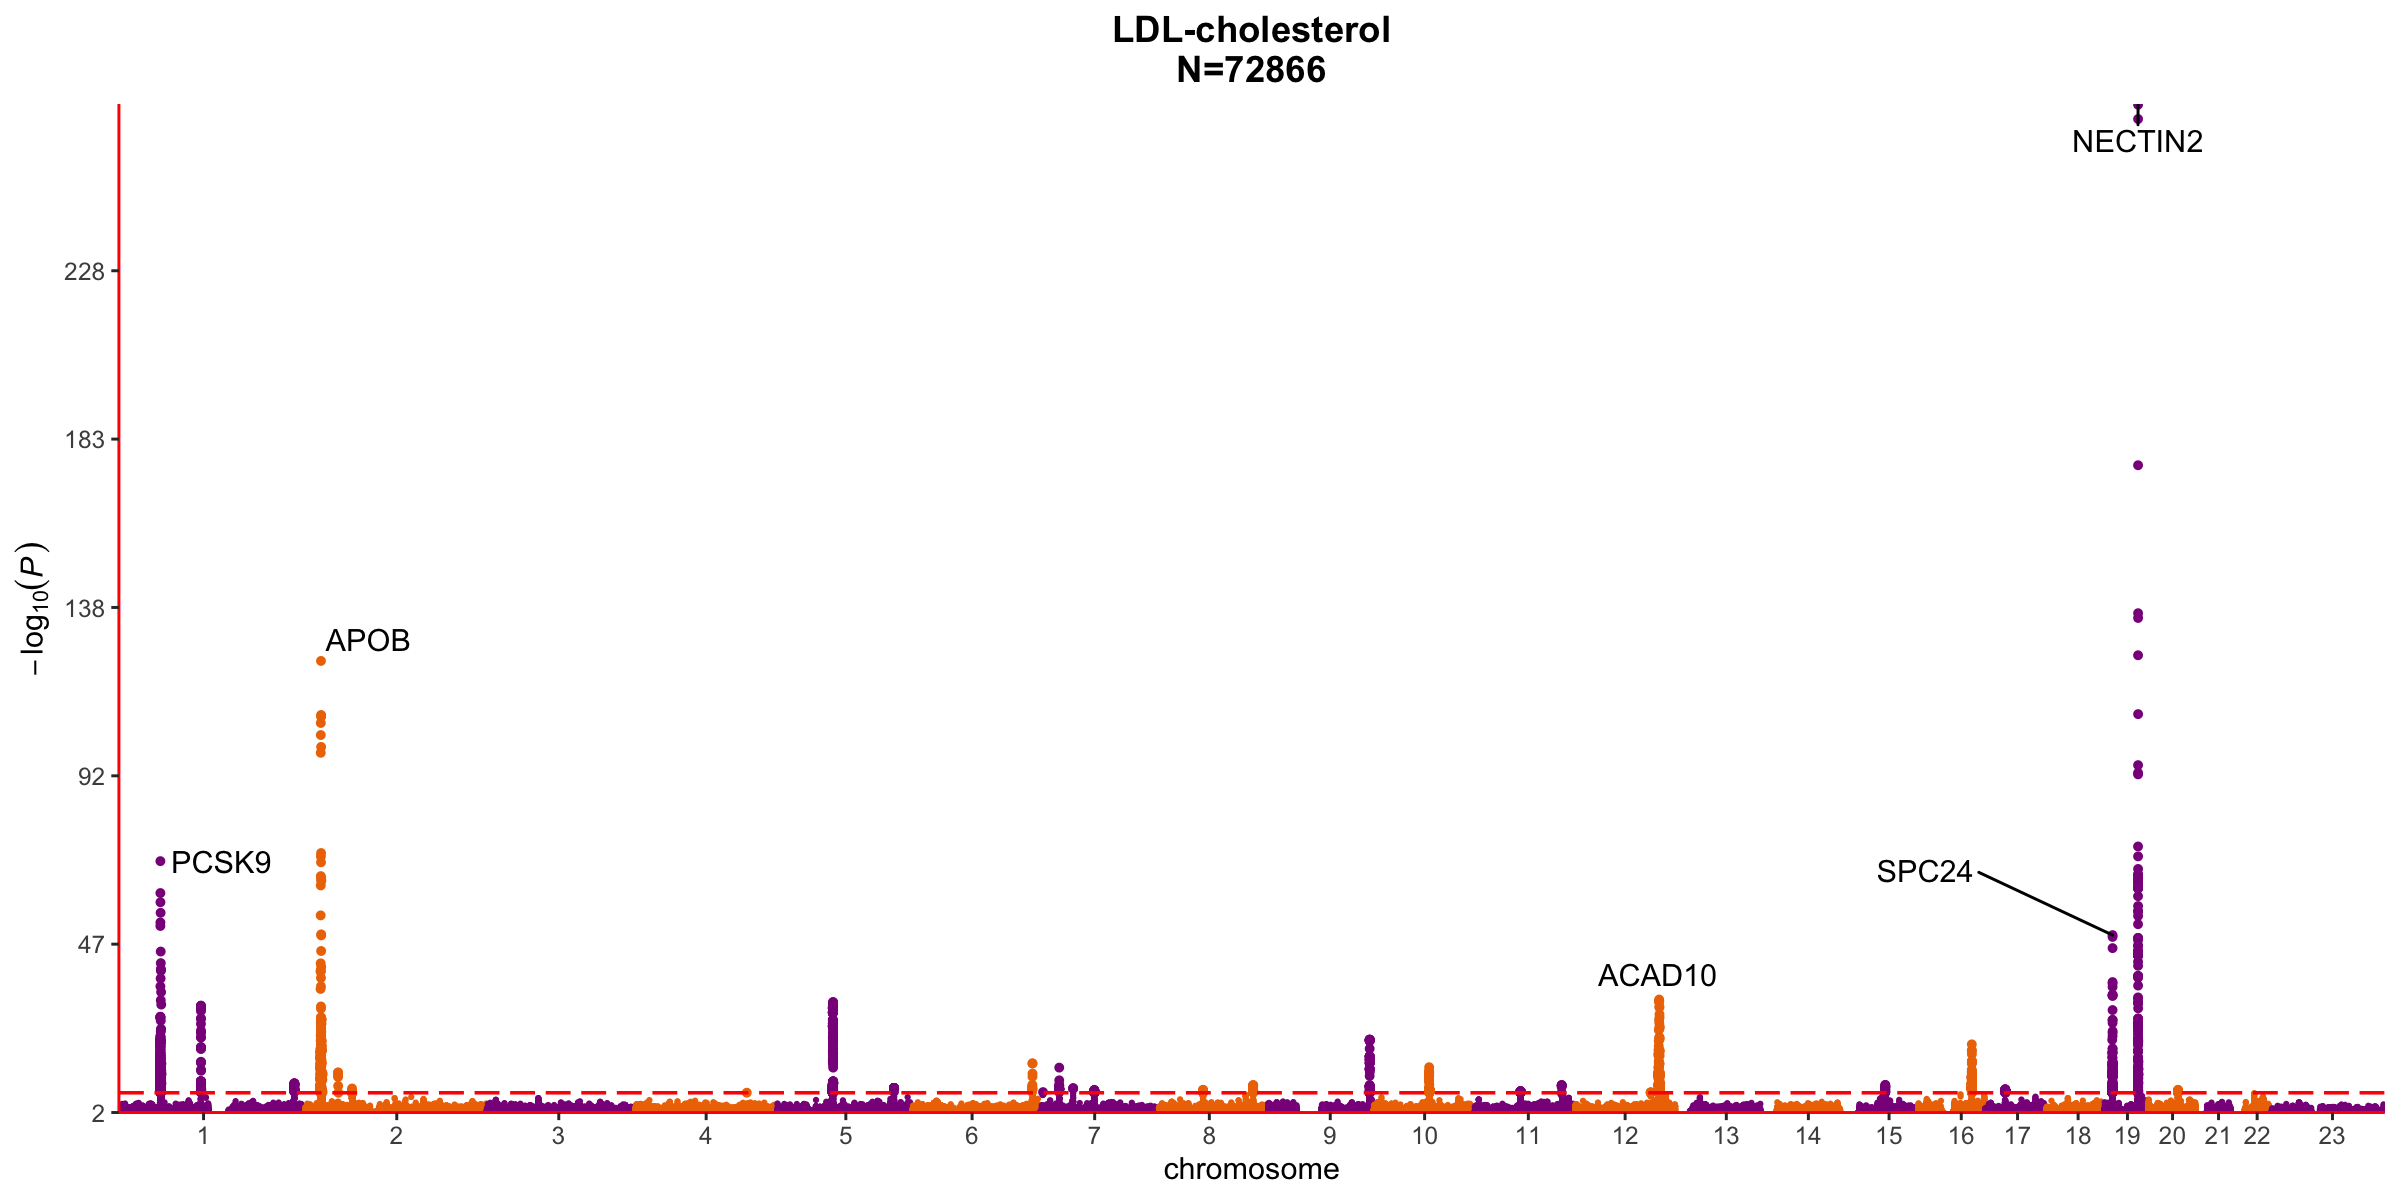 LDL-cholesterol
N=72866
NECTIN2
228
183
138
APOB
92
PCSK9
SPC24
47
ACAD10
2
1 2 3 4 5 6 7 8 9 10 11 12 13 14 15 16 17 18 19 20 21 22 23
chromosome
−log₁₀(P)